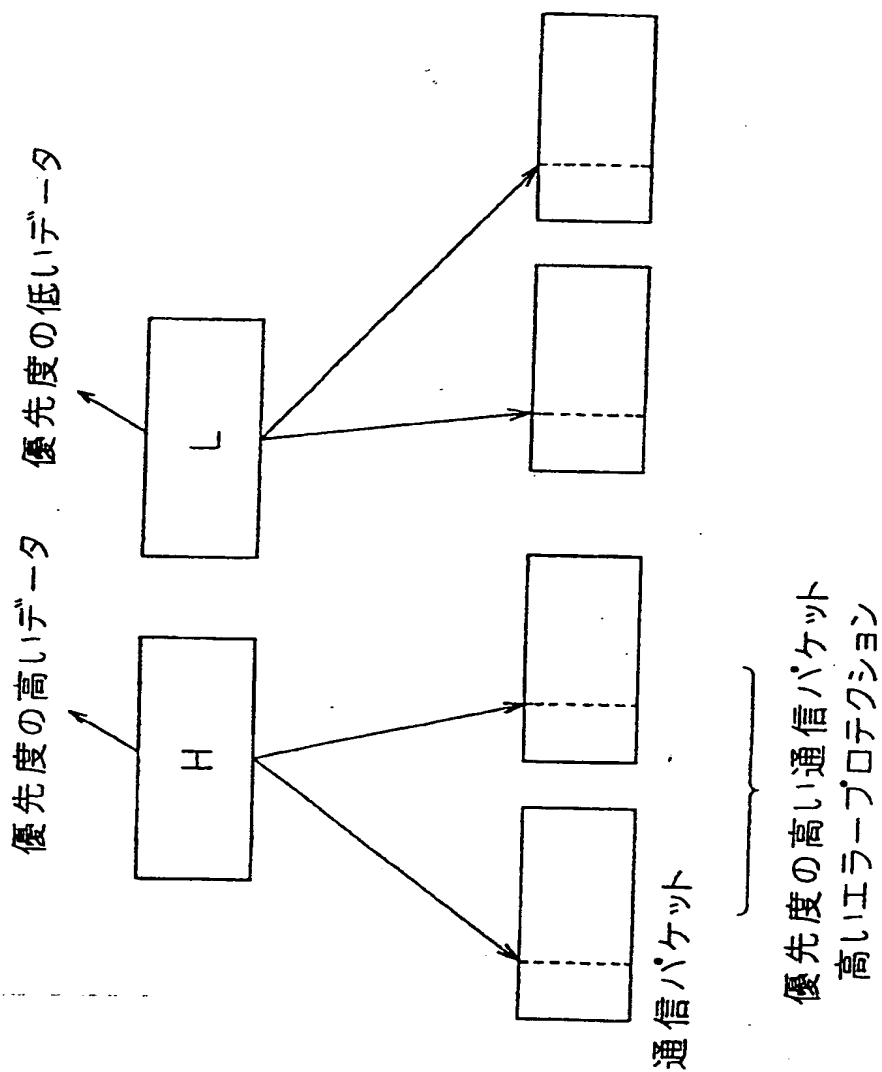 優先度の高いデータ
優先度の低いデータ
H
L
通信パケット
優先度の高い通信パケット
高いエラープロテクション